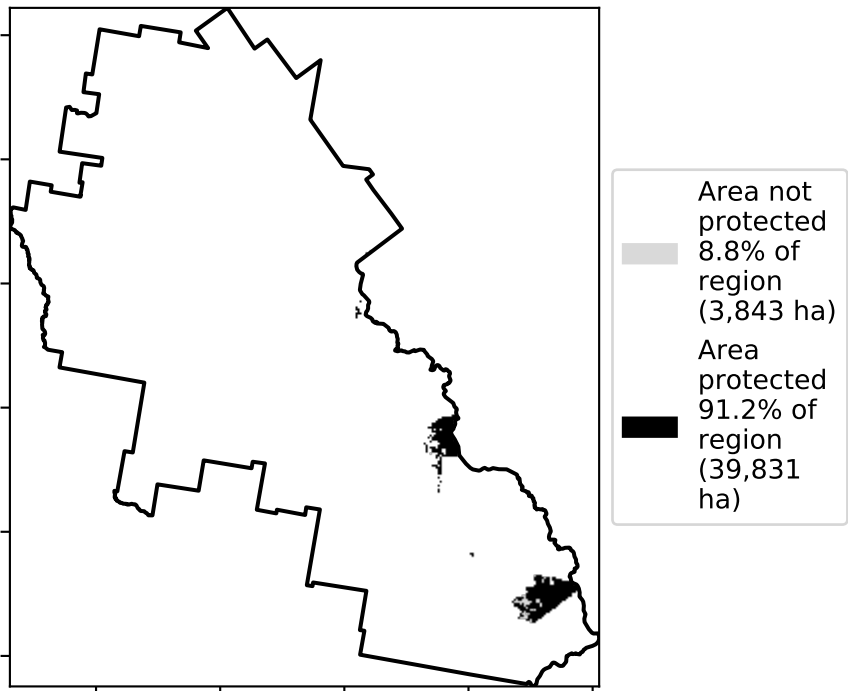 Area not
protected
8.8% of
region
(3,843 ha)
Area
protected
91.2% of
region
(39,831
ha)